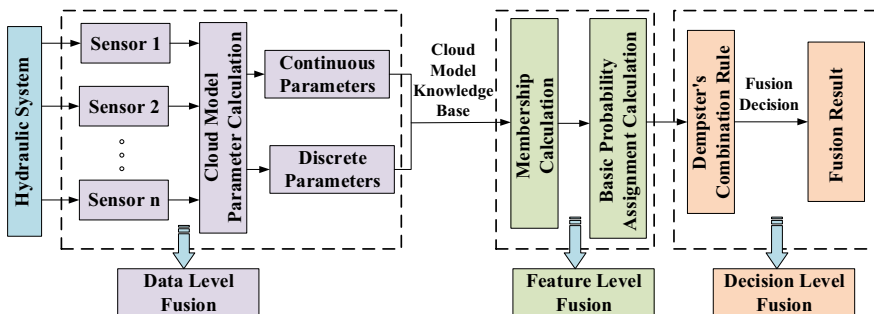 Hydraulic System
Sensor 1
Sensor 2
Sensor n
Cloud Model
Parameter Calculation
Continuous
Parameters
Discrete
Parameters
Data Level
Fusion
Cloud
Model
Knowledge
Base
Membership
Calculation
Basic Probability
Assignment Calculation
Feature Level
Fusion
Dempster's
Combination Rule
Fusion
Decision
Fusion Result
Decision Level
Fusion